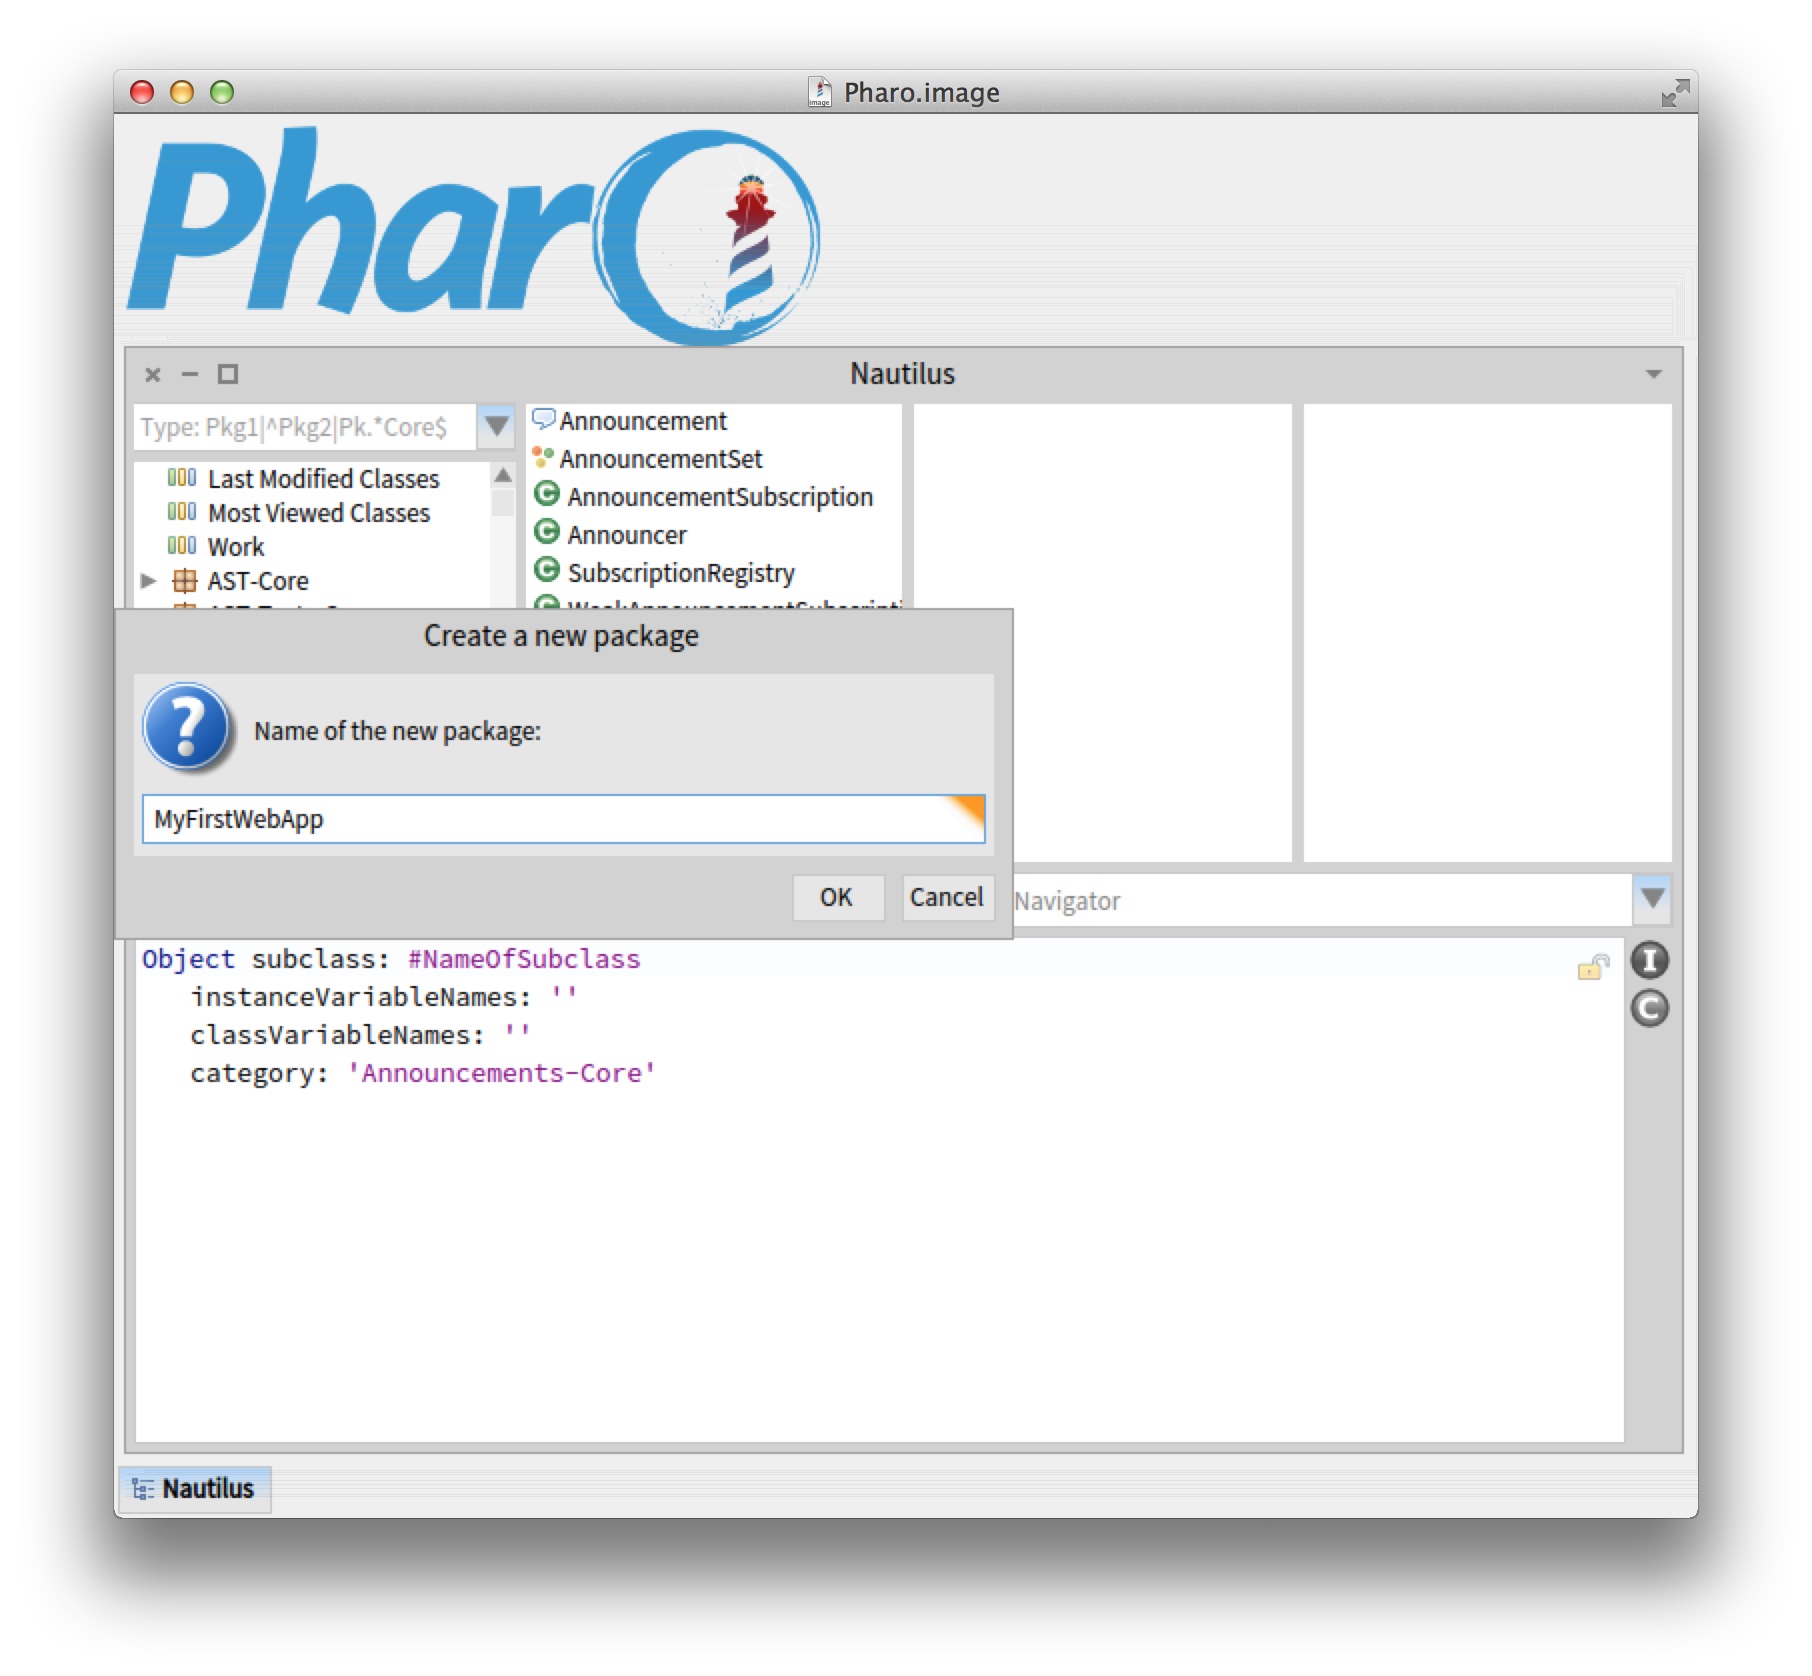 Pharo.image
Pharo
Nautilus
Type: Pkg1|^Pkg2|Pk.*Core$
Last Modified Classes
Most Viewed Classes
Work
AST-Core
Announcement
AnnouncementSet
AnnouncementSubscription
Announcer
SubscriptionRegistry
Create a new package
Name of the new package:
MyFirstWebApp
OK
Cancel
Navigator
Object subclass: #NameOfSubclass
instanceVariableNames: ''
classVariableNames: ''
category: 'Announcements-Core'
I
C
Nautilus